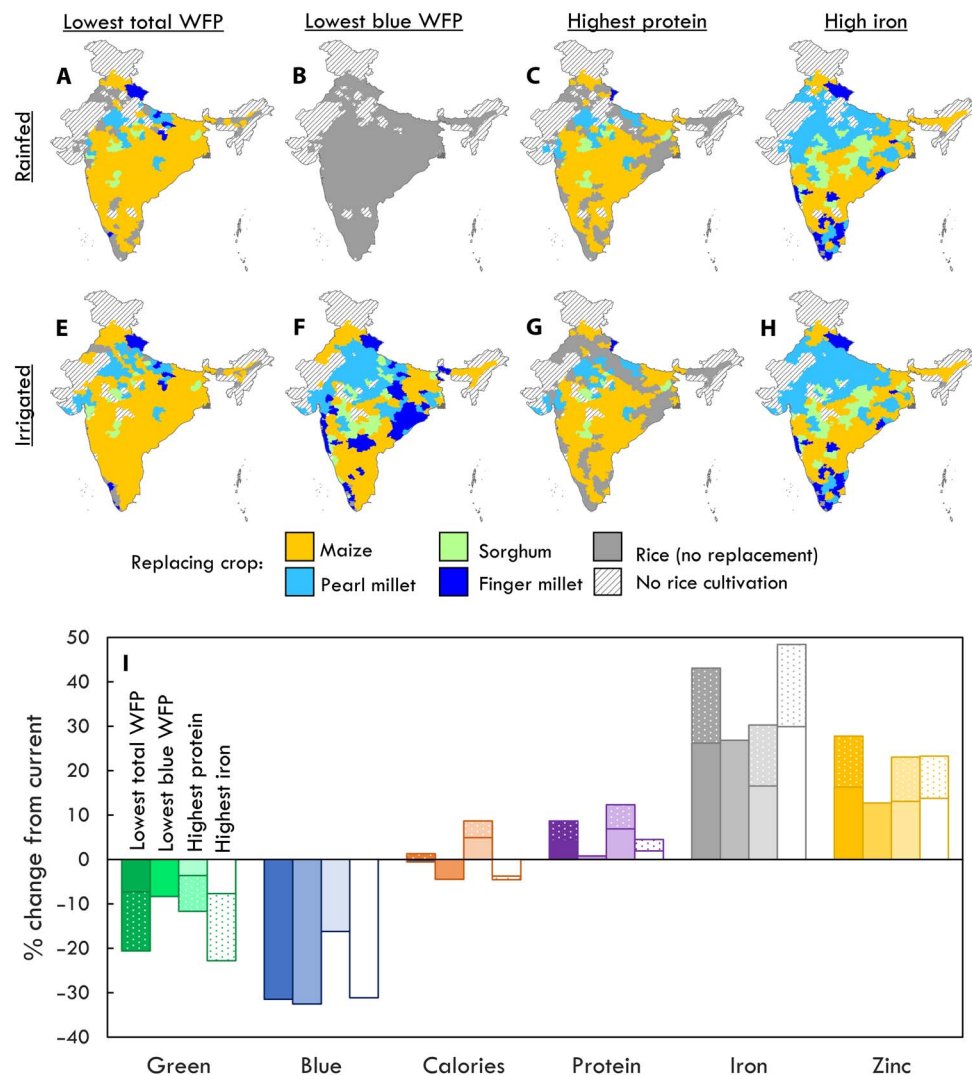 Lowest total WFP
Lowest blue WFP
Highest protein
High iron
Rainfed
A
B
C
D
Irrigated
E
F
G
H
Replacing crop:
Maize
Sorghum
Rice (no replacement)
Pearl millet
Finger millet
No rice cultivation
I
% change from current
50
40
30
20
10
0
−10
−20
−30
−40
Lowest total WFP
Lowest blue WFP
Highest protein
Highest iron
Green
Blue
Calories
Protein
Iron
Zinc